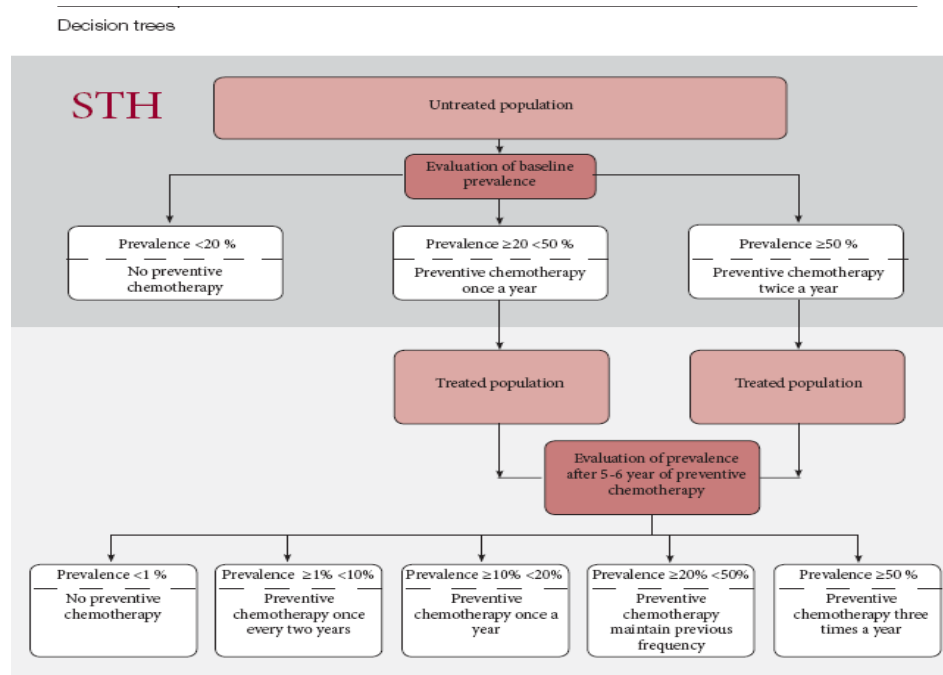 Decision trees
STH
Untreated population
Evaluation of baseline
prevalence
Prevalence <20 %
No preventive
chemotherapy
Prevalence ≥20 <50 %
Preventive chemotherapy
once a year
Prevalence ≥50 %
Preventive chemotherapy
twice a year
Treated population
Treated population
Evaluation of prevalence
after 5-6 year of preventive
chemotherapy
Prevalence <1 %
No preventive
chemotherapy
Prevalence ≥1% <10%
Preventive
chemotherapy once
every two years
Prevalence ≥10% <20%
Preventive
chemotherapy once a
year
Prevalence ≥20% <50%
Preventive
chemotherapy
maintain previous
frequency
Prevalence ≥50 %
Preventive
chemotherapy three
times a year